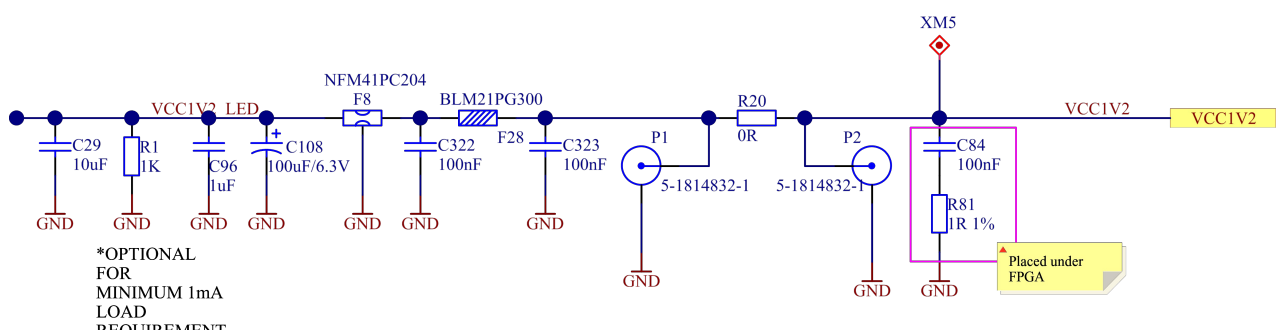 XM5
NFM41PC204
F8
BLM21PG300
F28
VCC1V2_LED
R20
0R
VCC1V2
VCC1V2
C29
10uF
R1
1K
C96
1uF
C108
100uF/6.3V
C322
100nF
C323
100nF
P1
5-1814832-1
P2
5-1814832-1
C84
100nF
R81
1R 1%
GND
GND
GND
GND
GND
GND
GND
GND
GND
GND
Placed under
FPGA
*OPTIONAL
FOR
MINIMUM 1mA
LOAD
REQUIREMENT